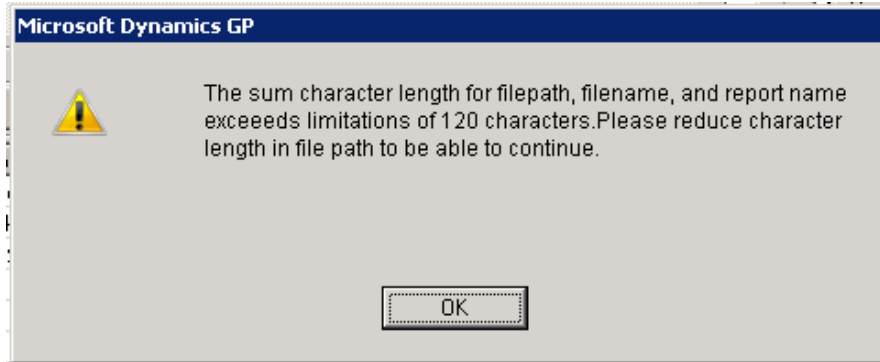 Microsoft Dynamics GP
The sum character length for filepath, filename, and report name
exceeeds limitations of 120 characters.Please reduce character
length in file path to be able to continue.
OK